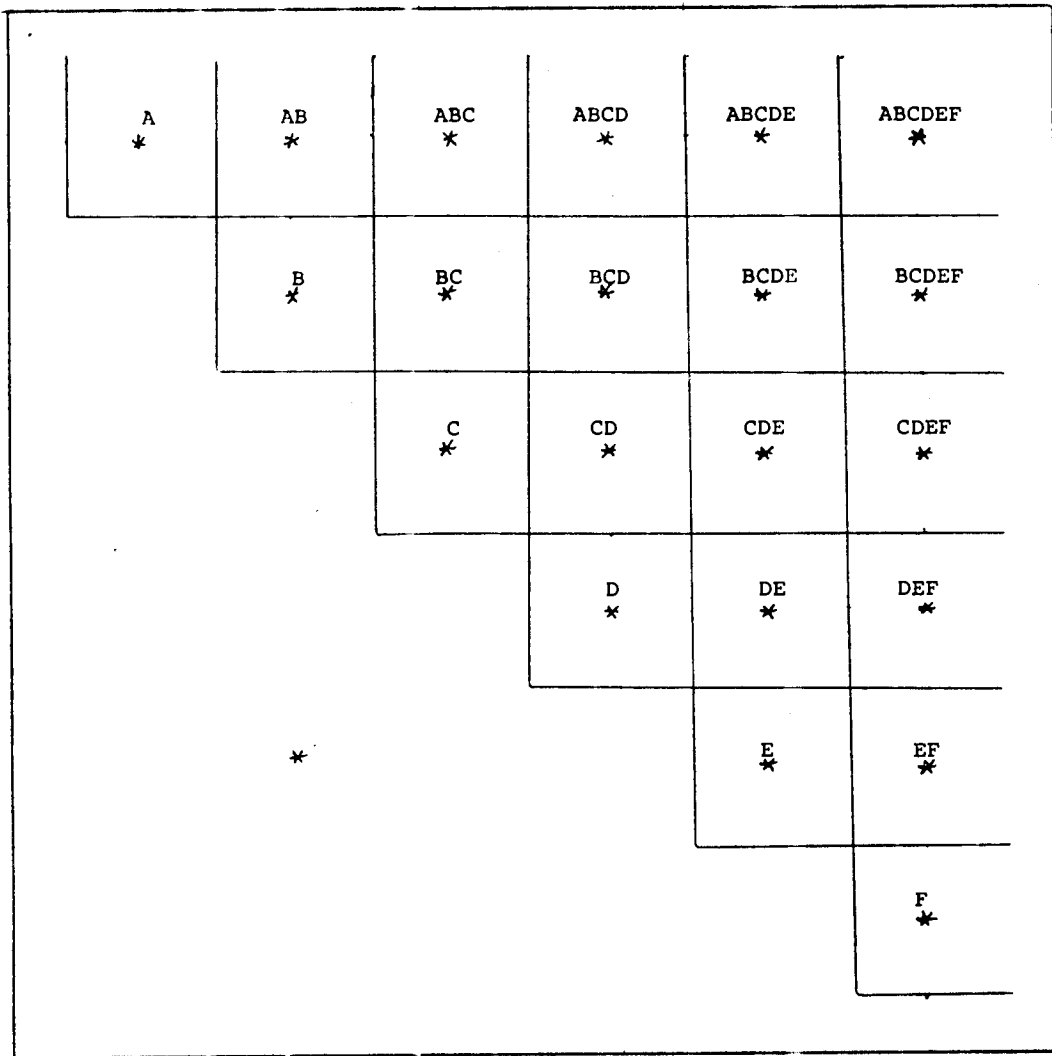 A AB ABC ABCD ABCDE ABCDEF
* * * * * *
B BC BCD BCDE BCDEF
* * * * *
C CD CDE CDEF
* * * *
D DE DEF
* * *
E EF
* * *
F
*